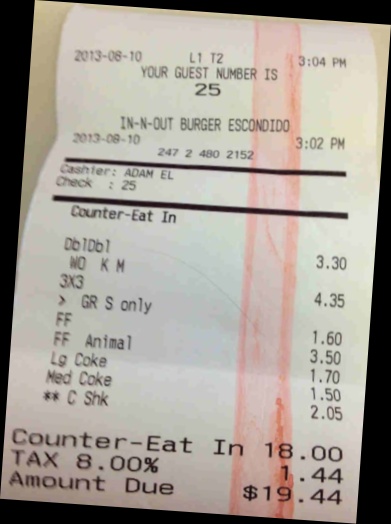 2013-08-10 L1 T2 3:04 PM
YOUR GUEST NUMBER IS
25
IN-N-OUT BURGER ESCONDIDO
2013-08-10 3:02 PM
247 2 480 2152
Cashier: ADAM EL
Check : 25
Counter-Eat In
DblDbl 3.30
WO K M
3X3 4.35
> GR S only
FF 1.60
FF Animal 3.50
Lg Coke 1.70
Med Coke 1.50
** C Shk 2.05
Counter-Eat In 18.00
TAX 8.00% 1.44
Amount Due $19.44